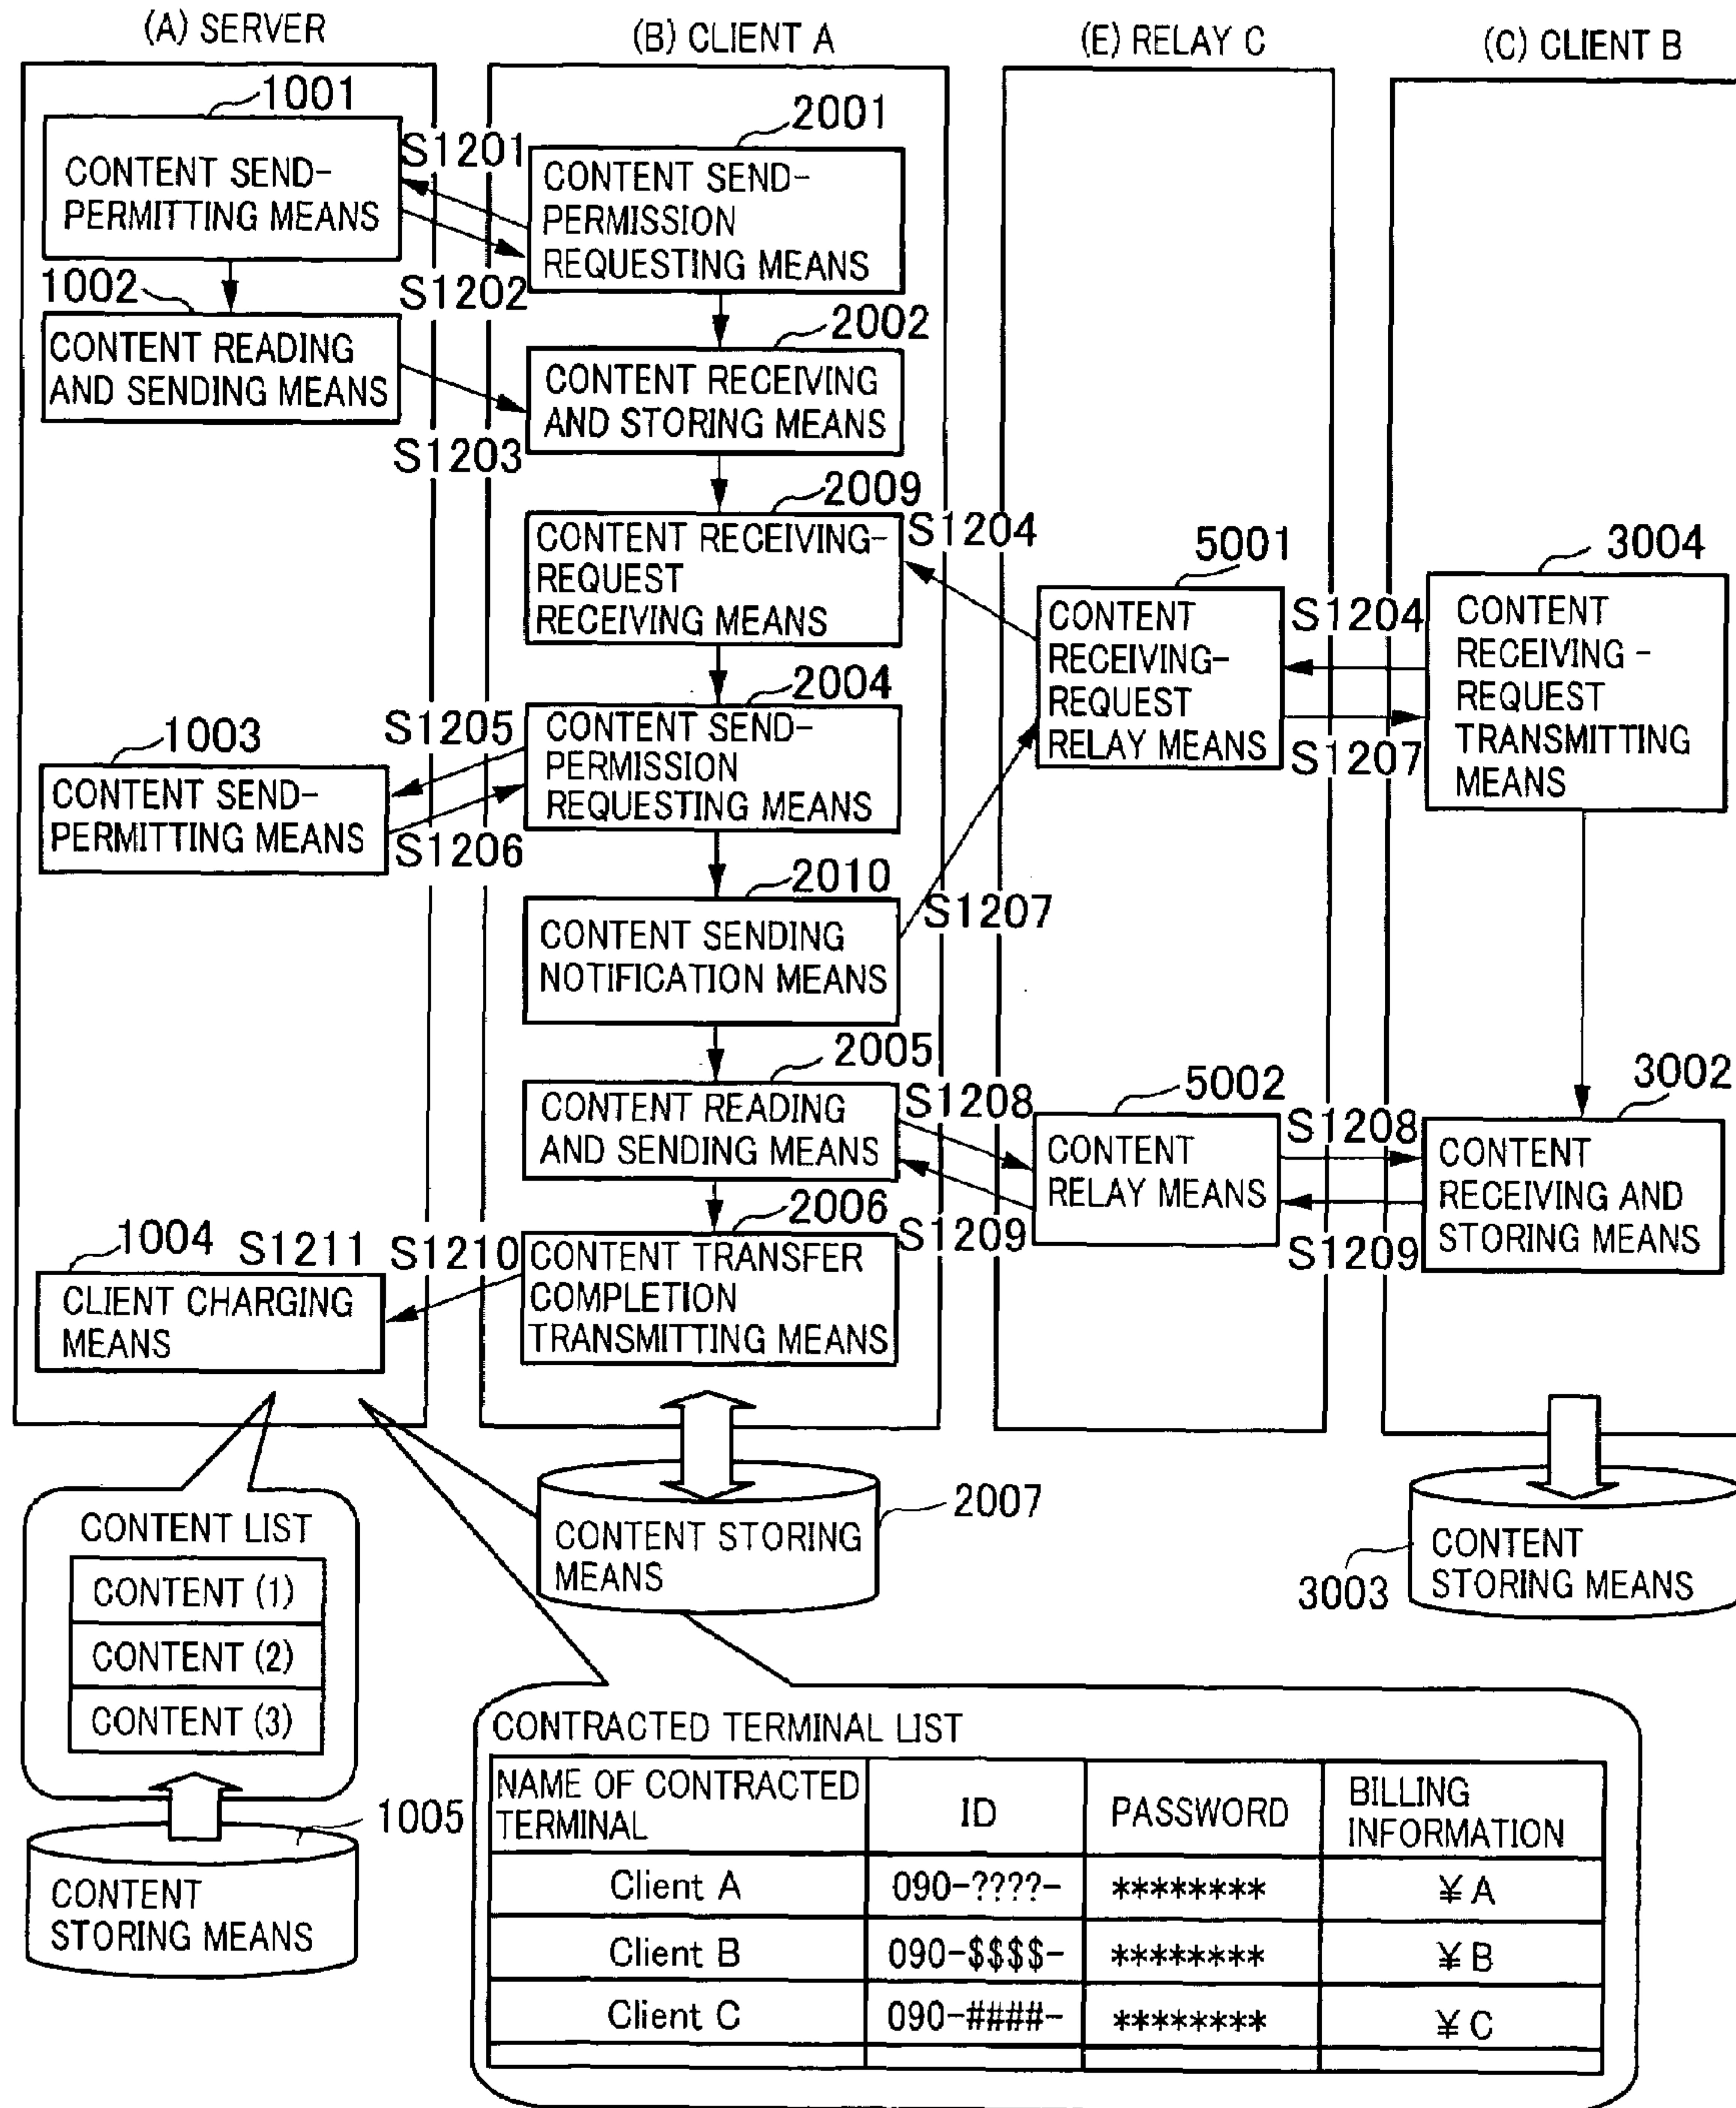 (A) SERVER
(B) CLIENT A
(E) RELAY C
(C) CLIENT B
1001
CONTENT SEND-
PERMITTING MEANS
S1201
S1202
2001
CONTENT SEND-
PERMISSION
REQUESTING MEANS
1002
CONTENT READING
AND SENDING MEANS
S1203
2002
CONTENT RECEIVING
AND STORING MEANS
2009
CONTENT RECEIVING-
REQUEST
RECEIVING MEANS
S1204
5001
CONTENT
RECEIVING-
REQUEST
RELAY MEANS
S1204
S1207
3004
CONTENT
RECEIVING -
REQUEST
TRANSMITTING
MEANS
1003
CONTENT SEND-
PERMITTING MEANS
S1205
S1206
2004
CONTENT SEND-
PERMISSION
REQUESTING MEANS
2010
CONTENT SENDING
NOTIFICATION MEANS
S1207
2005
CONTENT READING
AND SENDING MEANS
S1208
S1209
5002
CONTENT
RELAY MEANS
S1208
S1209
3002
CONTENT
RECEIVING AND
STORING MEANS
1004
S1211
S1210
CLIENT CHARGING
MEANS
2006
CONTENT TRANSFER
COMPLETION
TRANSMITTING MEANS
CONTENT LIST
CONTENT (1)
CONTENT (2)
CONTENT (3)
1005
CONTENT
STORING MEANS
2007
CONTENT STORING
MEANS
3003
CONTENT
STORING MEANS
CONTRACTED TERMINAL LIST
NAME OF CONTRACTED
TERMINAL
ID
PASSWORD
BILLING
INFORMATION
Client A 090-????- ******** ¥A
Client B 090-$$$$- ******** ¥B
Client C 090-####- ******** ¥C